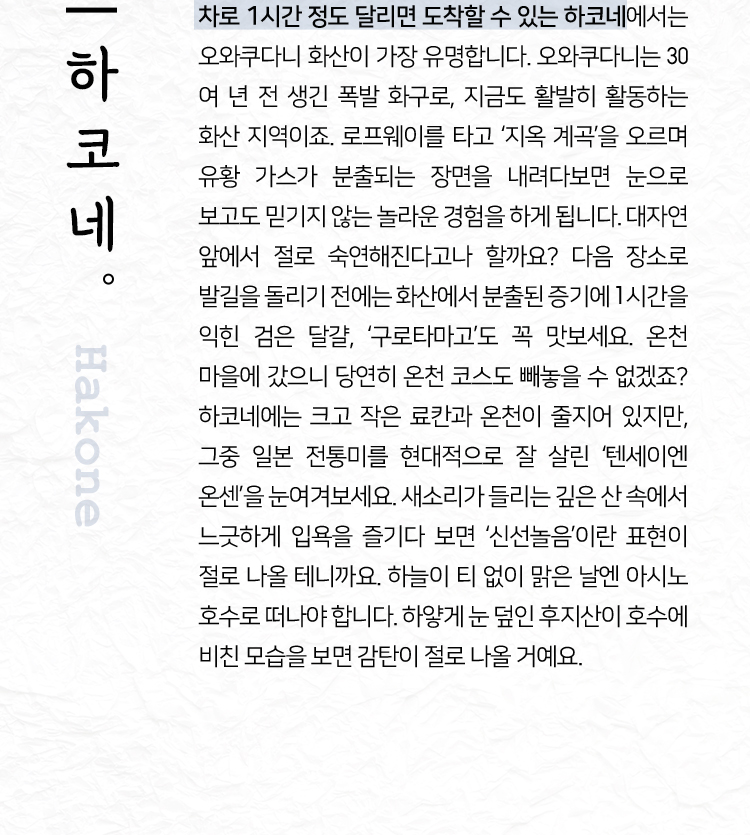 하코네。
Hakone
차로 1시간 정도 달리면 도착할 수 있는 하코네에서는
오와쿠다니 화산이 가장 유명합니다. 오와쿠다니는 30
여 년 전 생긴 폭발 화구로, 지금도 활발히 활동하는
화산 지역이죠. 로프웨이를 타고 ‘지옥 계곡’을 오르며
유황 가스가 분출되는 장면을 내려다보면 눈으로
보고도 믿기지 않는 놀라운 경험을 하게 됩니다. 대자연
앞에서 절로 숙연해진다고나 할까요? 다음 장소로
발길을 돌리기 전에는 화산에서 분출된 증기에 1시간을
익힌 검은 달걀, ‘구로타마고’도 꼭 맛보세요. 온천
마을에 갔으니 당연히 온천 코스도 빼놓을 수 없겠죠?
하코네에는 크고 작은 료칸과 온천이 줄지어 있지만,
그중 일본 전통미를 현대적으로 잘 살린 ‘텐세이엔
온센’을 눈여겨보세요. 새소리가 들리는 깊은 산 속에서
느긋하게 입욕을 즐기다 보면 ‘신선놀음’이란 표현이
절로 나올 테니까요. 하늘이 티 없이 맑은 날엔 아시노
호수로 떠나야 합니다. 하얗게 눈 덮인 후지산이 호수에
비친 모습을 보면 감탄이 절로 나올 거예요.